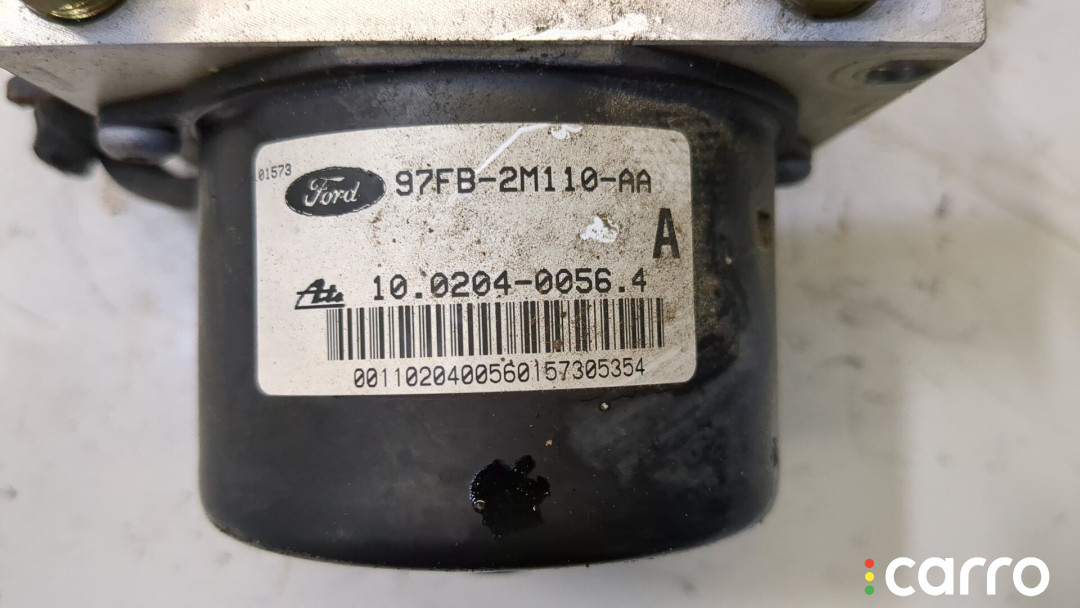 01573
Ford 97FB-2M110-AA
A
Ate 10.0204-0056.4
0011020400560157305354
carro